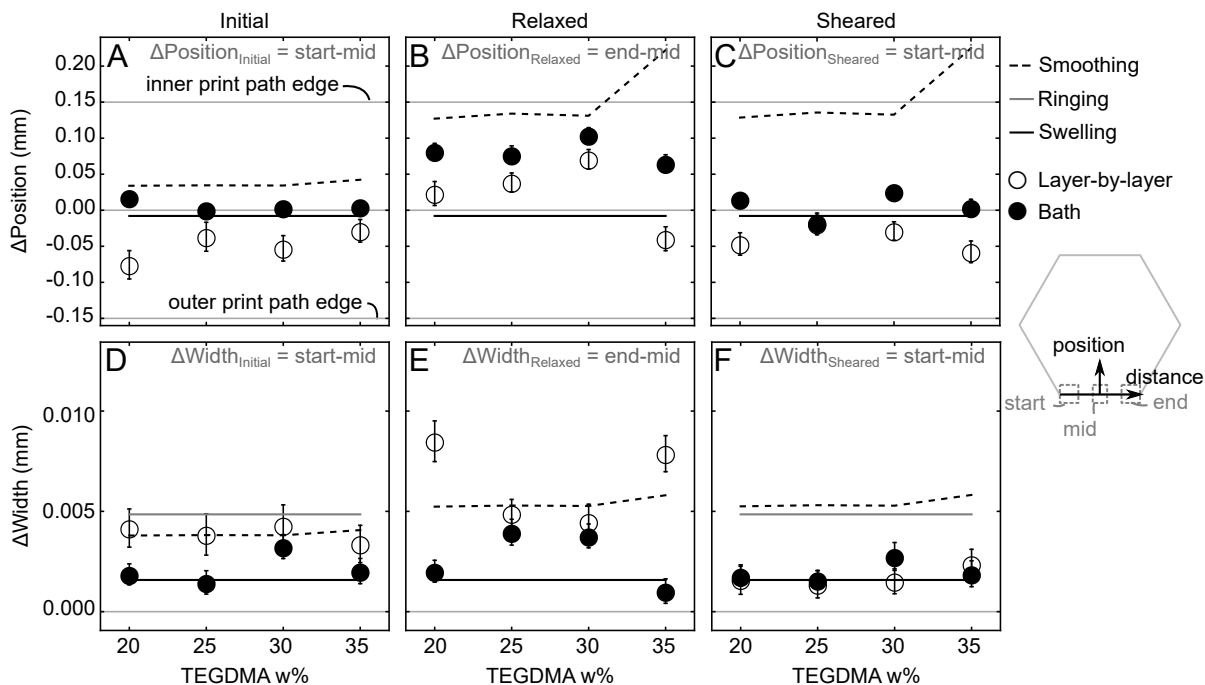 Initial
Relaxed
Sheared
A
ΔPosition_Initial = start-mid
B
ΔPosition_Relaxed = end-mid
C
ΔPosition_Sheared = start-mid
inner print path edge
outer print path edge
0.20
0.15
0.10
0.05
0.00
-0.05
-0.10
-0.15
ΔPosition (mm)
Smoothing
Ringing
Swelling
Layer-by-layer
Bath
D
ΔWidth_Initial = start-mid
E
ΔWidth_Relaxed = end-mid
F
ΔWidth_Sheared = start-mid
0.010
0.005
0.000
ΔWidth (mm)
position
distance
start
end
mid
20 25 30 35
20 25 30 35
20 25 30 35
TEGDMA w%
TEGDMA w%
TEGDMA w%